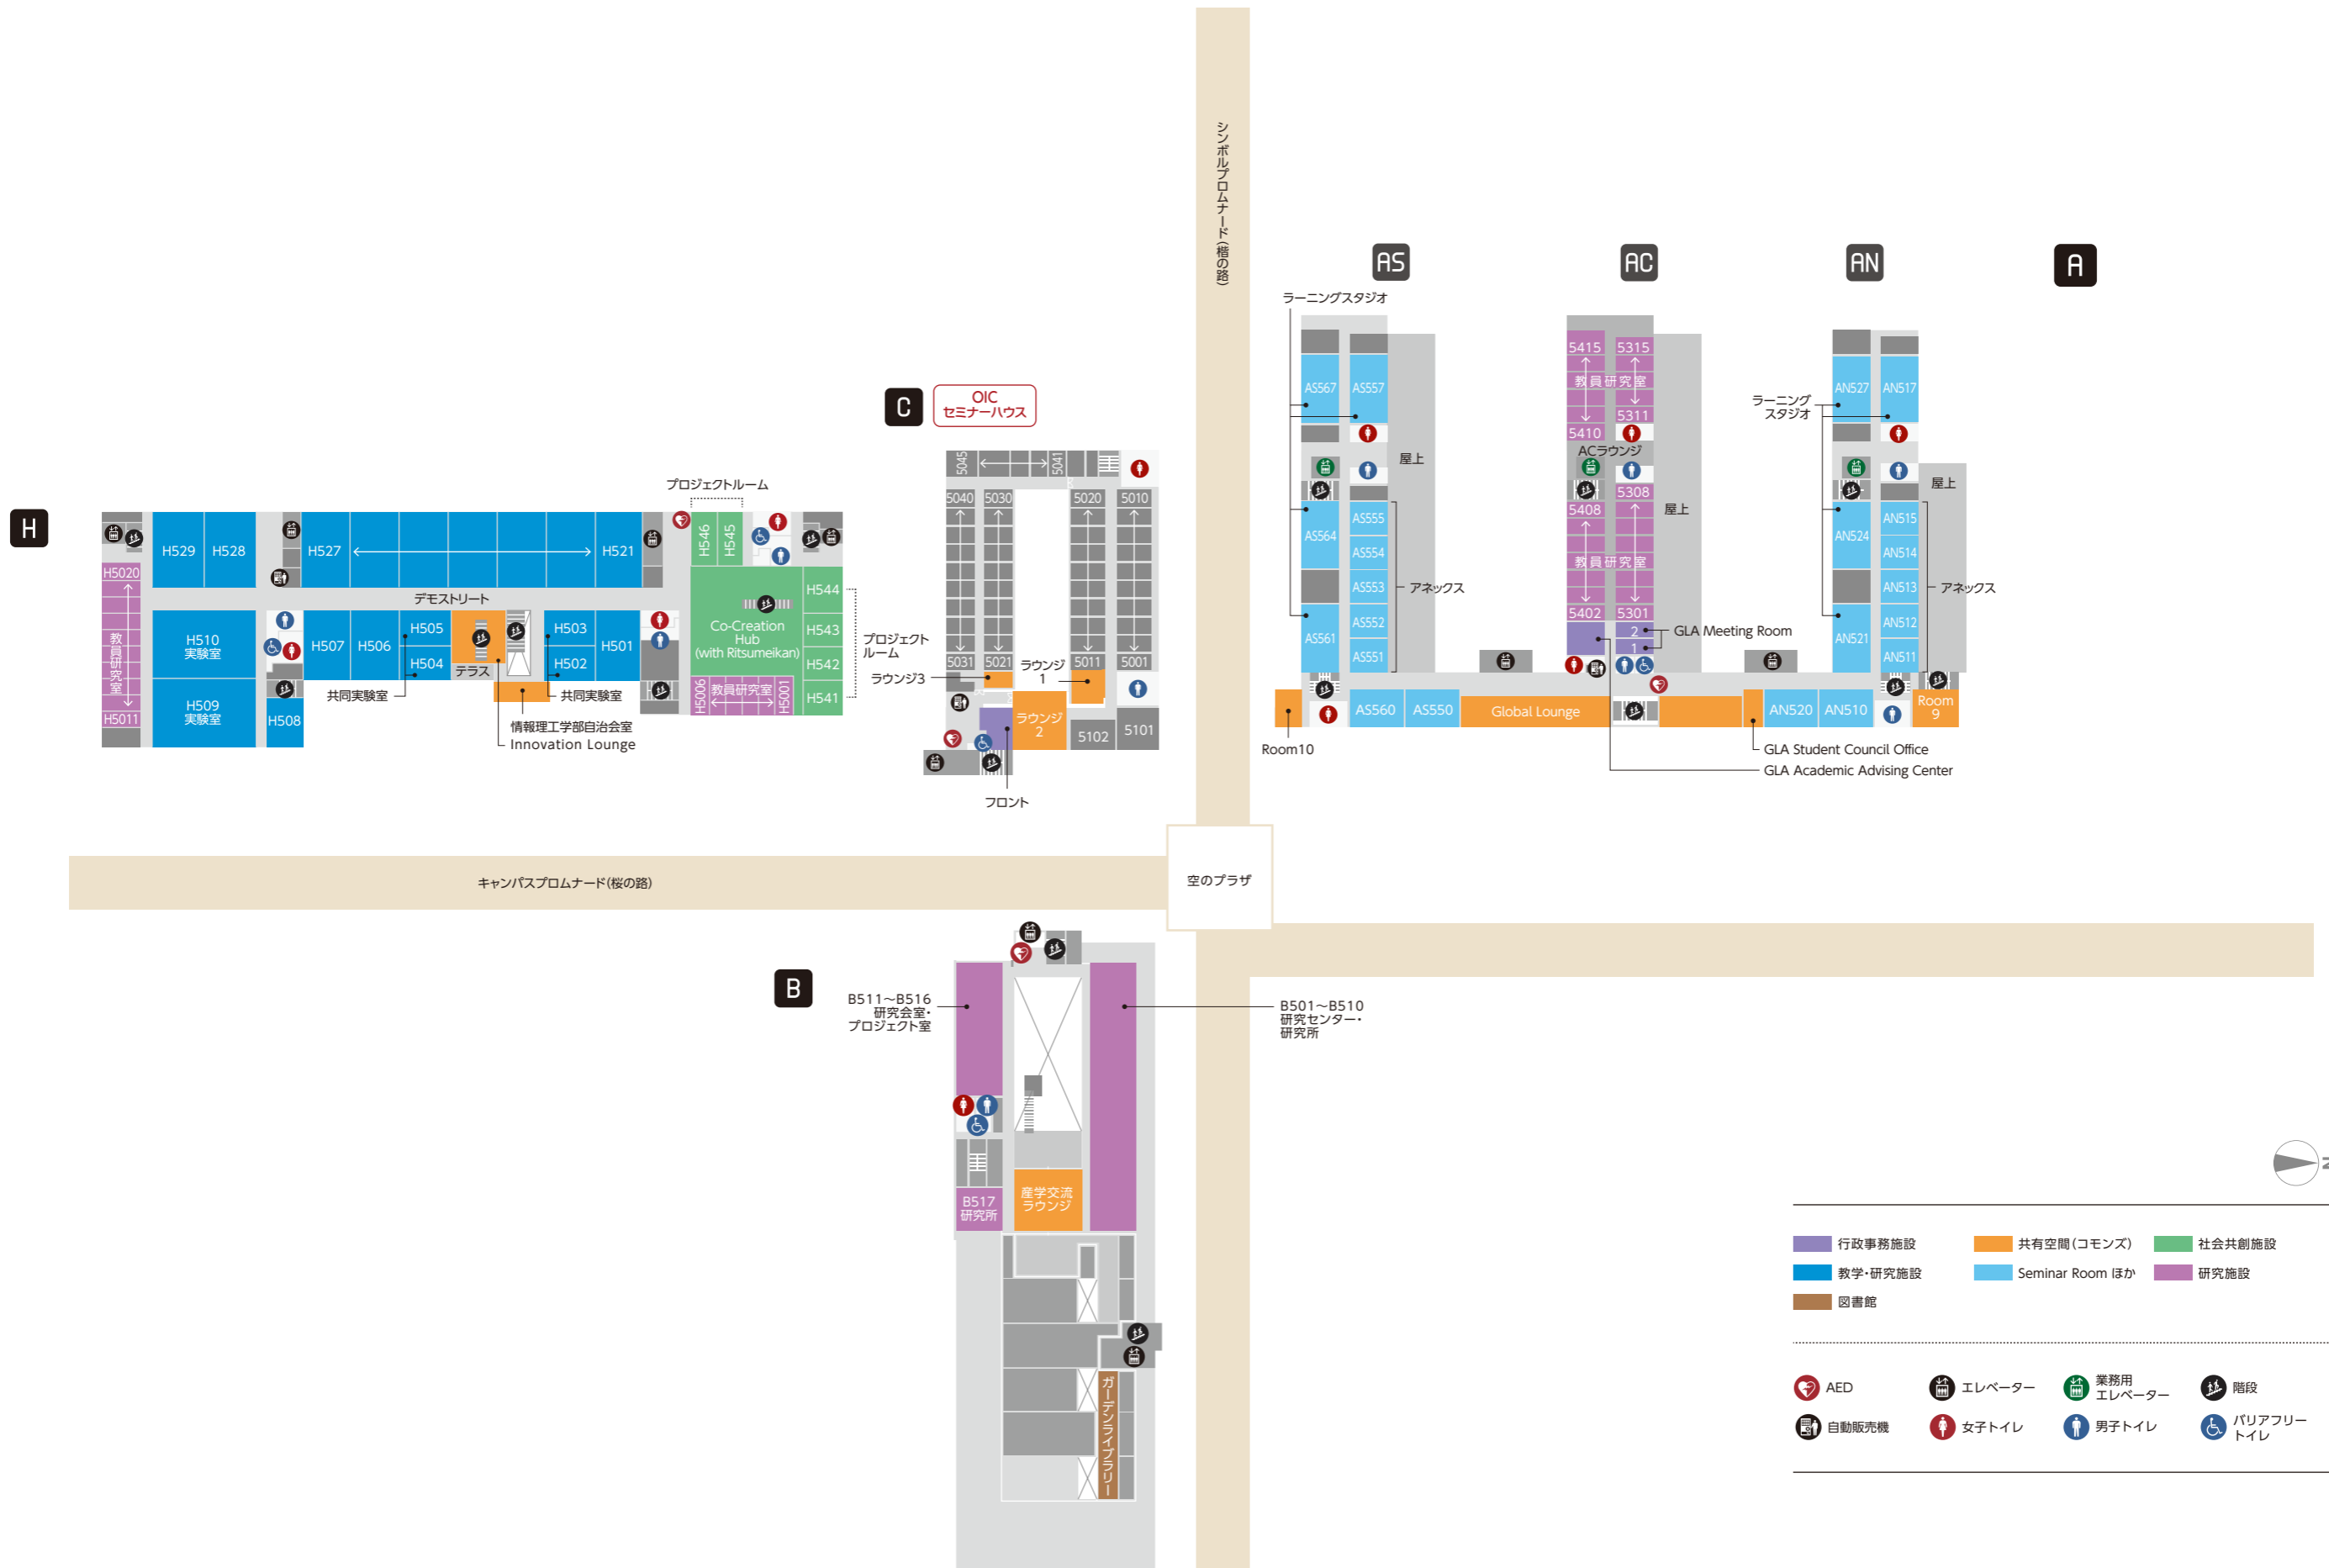 シンボルプロムナード(楷の路)
AS
AC
AN
A
ラーニングスタジオ
AS567
AS557
AS564
AS561
AS555
AS554
AS553
AS552
AS551
屋上
アネックス
5415
5315
教員研究室
5311
5410
ACラウンジ
5308
5408
教員研究室
5402
5301
屋上
2
1
GLA Meeting Room
ラーニング
スタジオ
AN527
AN517
AN524
AN521
AN515
AN514
AN513
AN512
AN511
屋上
アネックス
Room10
AS560
AS550
Global Lounge
AN520
AN510
Room
9
GLA Student Council Office
GLA Academic Advising Center
C
OIC
セミナーハウス
5045
5041
5040
5030
5020
5010
5031
5021
5011
5001
ラウンジ
1
ラウンジ3
ラウンジ
2
5102
5101
フロント
H
プロジェクトルーム
H529
H528
H527
H521
H546
H545
H5020
教員研究室
H5011
デモストリート
H510
実験室
H509
実験室
H508
H507
H506
H505
H504
テラス
H503
H502
H501
共同実験室
共同実験室
情報理工学部自治会室
Innovation Lounge
Co-Creation
Hub
(with Ritsumeikan)
H544
H543
H542
H541
プロジェクト
ルーム
H5006
教員研究室
H5001
キャンパスプロムナード(桜の路)
空のプラザ
B
B511〜B516
研究会室・
プロジェクト室
B501〜B510
研究センター・
研究所
B517
研究所
産学交流
ラウンジ
ガーデンライブラリー
N
行政事務施設
共有空間(コモンズ)
社会共創施設
教学・研究施設
Seminar Room ほか
研究施設
図書館
AED
エレベーター
業務用
エレベーター
階段
自動販売機
女子トイレ
男子トイレ
バリアフリー
トイレ